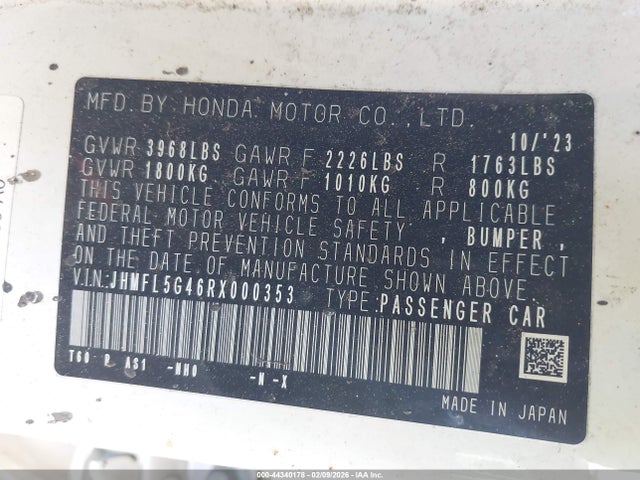 MFD. BY HONDA MOTOR CO.,LTD.
10/'23
GVWR 3968LBS GAWR F 2226LBS R 1763LBS
GVWR 1800KG GAWR F 1010KG R 800KG
THIS VEHICLE CONFORMS TO ALL APPLICABLE
FEDERAL MOTOR VEHICLE SAFETY , BUMPER ,
AND THEFT PREVENTION STANDARDS IN EFFECT
ON THE DATE OF MANUFACTURE SHOWN ABOVE.
VIN:JHMFL5G46RX000353 TYPE:PASSENGER CAR
T60 P AS1 -NH0 -N -X
MADE IN JAPAN
000-44340178 - 02/09/2026 - IAA Inc.